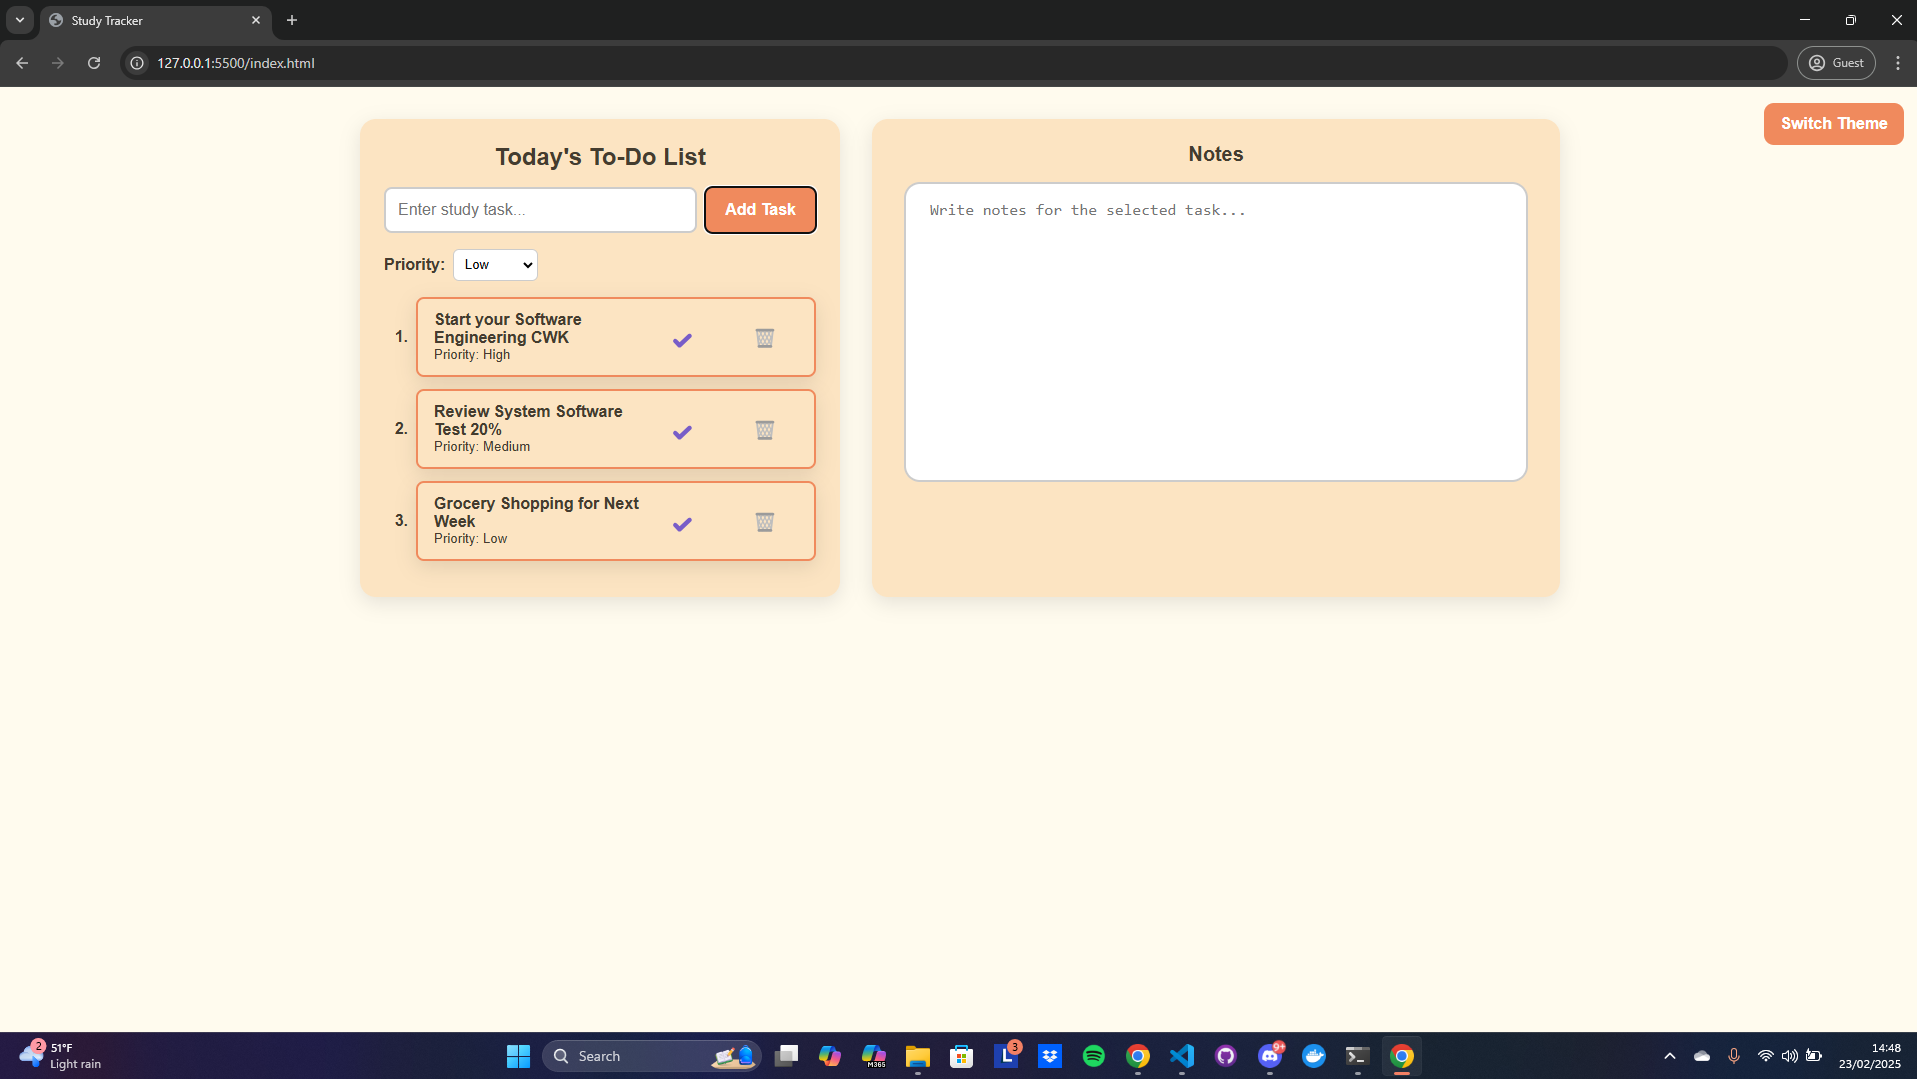 Study Tracker
127.0.0.1:5500/index.html
Guest
Switch Theme
Today's To-Do List
Enter study task...
Add Task
Priority:
Low
1.
Start your Software
Engineering CWK
Priority: High
2.
Review System Software
Test 20%
Priority: Medium
3.
Grocery Shopping for Next
Week
Priority: Low
Notes
Write notes for the selected task...
2
51°F
Light rain
Search
M365
L
3
9+
14:48
23/02/2025